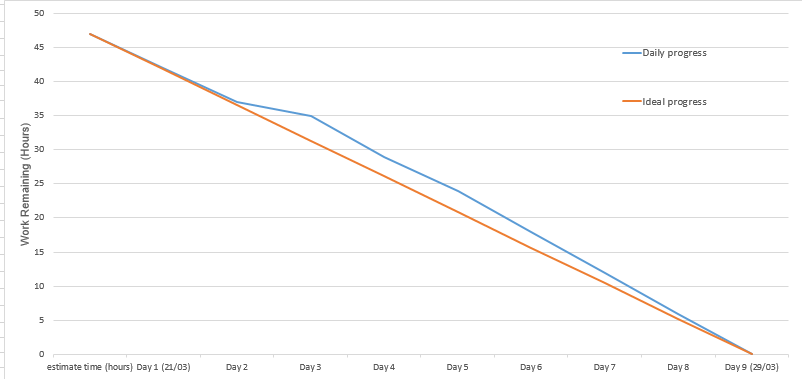 50
45
40
35
30
25
20
15
10
5
0
Work Remaining (Hours)
Daily progress
Ideal progress
estimate time (hours) Day 1 (21/03) Day 2 Day 3 Day 4 Day 5 Day 6 Day 7 Day 8 Day 9 (29/03)